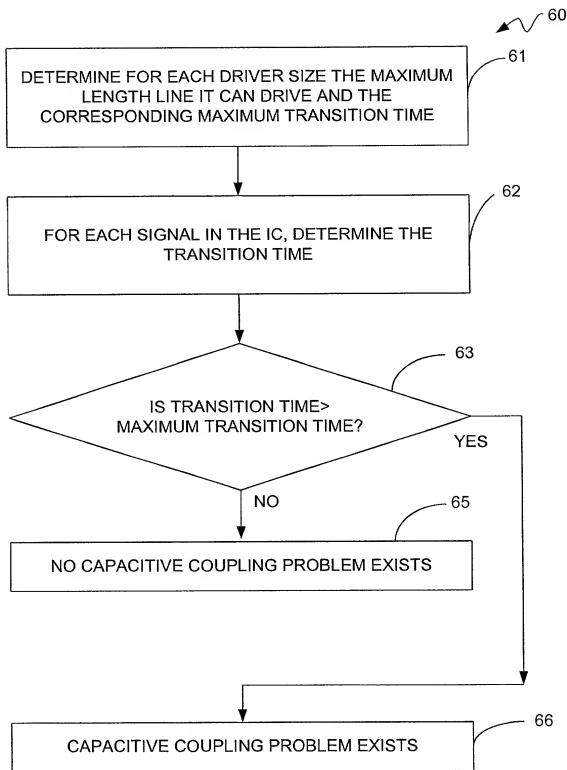 60
61
DETERMINE FOR EACH DRIVER SIZE THE MAXIMUM
LENGTH LINE IT CAN DRIVE AND THE
CORRESPONDING MAXIMUM TRANSITION TIME
62
FOR EACH SIGNAL IN THE IC, DETERMINE THE
TRANSITION TIME
63
IS TRANSITION TIME>
MAXIMUM TRANSITION TIME?
YES
NO
65
NO CAPACITIVE COUPLING PROBLEM EXISTS
66
CAPACITIVE COUPLING PROBLEM EXISTS